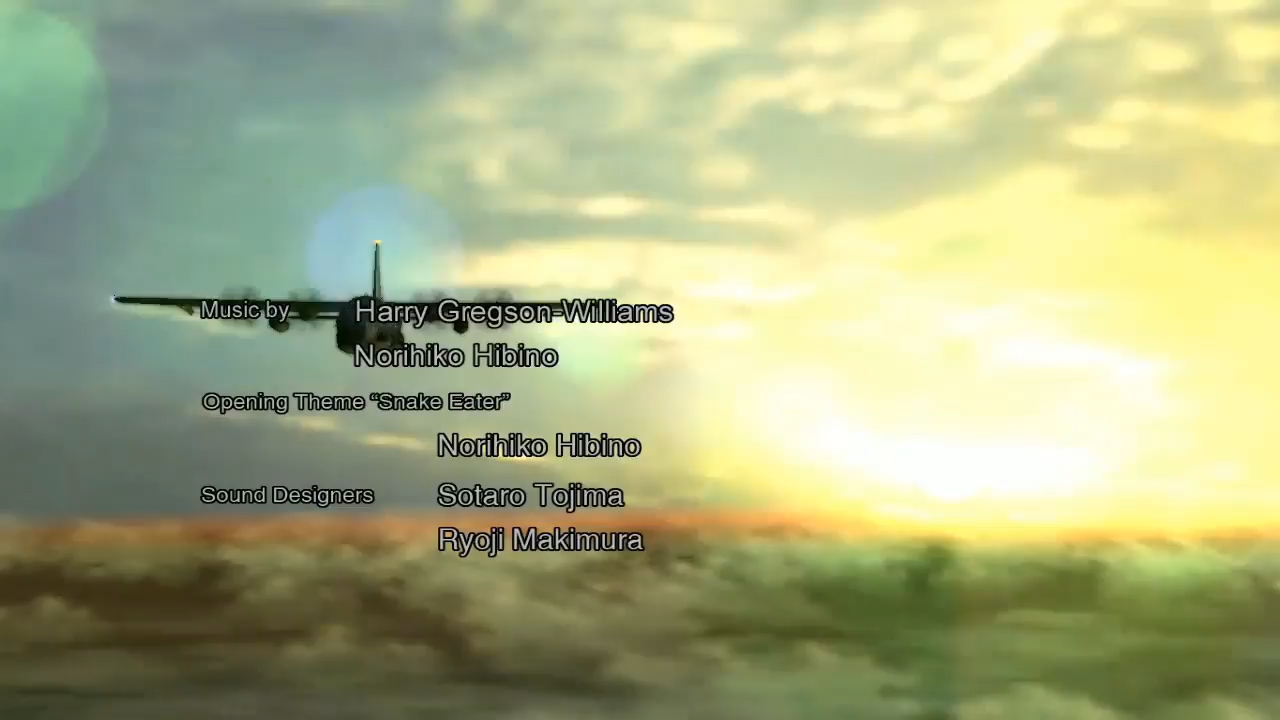 Music by Harry Gregson-Williams
Norihiko Hibino
Opening Theme “Snake Eater”
Norihiko Hibino
Sound Designers Sotaro Tojima
Ryoji Makimura